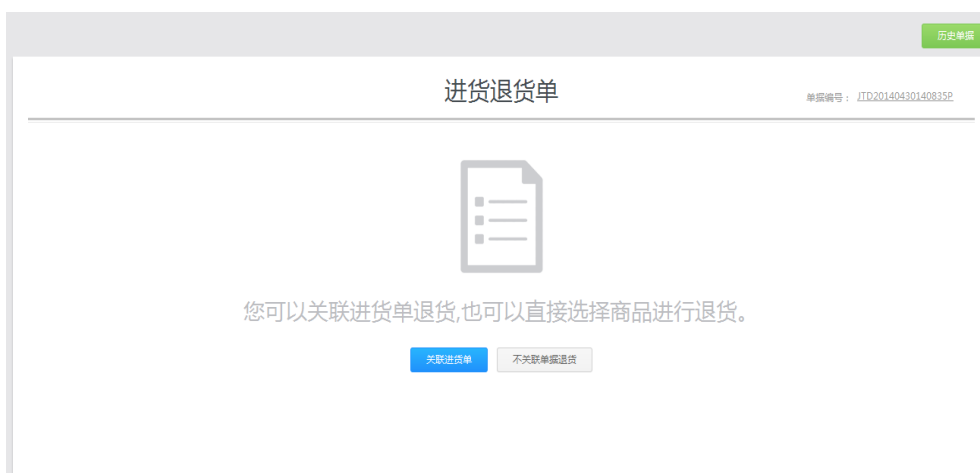 历史单据
进货退货单
单据编号： JTD20140430140835P
您可以关联进货单退货,也可以直接选择商品进行退货。
关联进货单 不关联单据退货